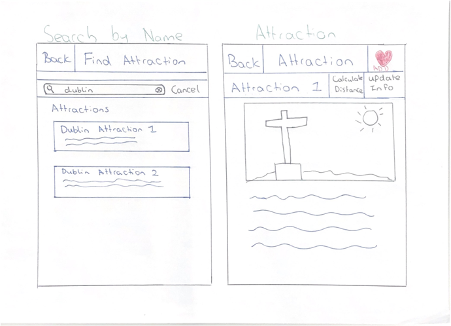 Search by Name
Back Find Attraction
dublin Cancel
Attractions
Dublin Attraction 1
Dublin Attraction 2
Attraction
Back Attraction
Attraction 1 Calculate Distance update Info